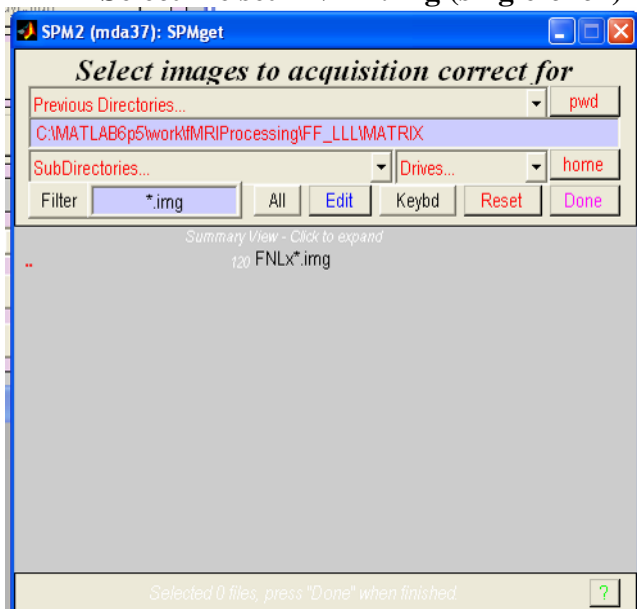 SPM2 (mda37): SPMget
Select images to acquisition correct for
Previous Directories... pwd
C:\MATLAB6p5\work\fMRIProcessing\FF_LLL\MATRIX
SubDirectories... Drives... home
Filter *.img All Edit Keybd Reset Done
Summary View - Click to expand
.. 120 FNLx*.img
Selected 0 files, press "Done" when finished.
?